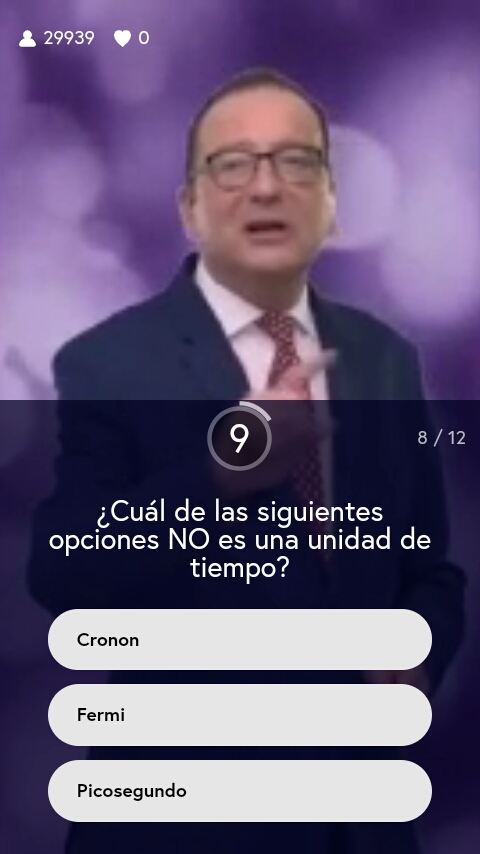 29939 0
9
8 / 12
¿Cuál de las siguientes
opciones NO es una unidad de
tiempo?
Cronon
Fermi
Picosegundo